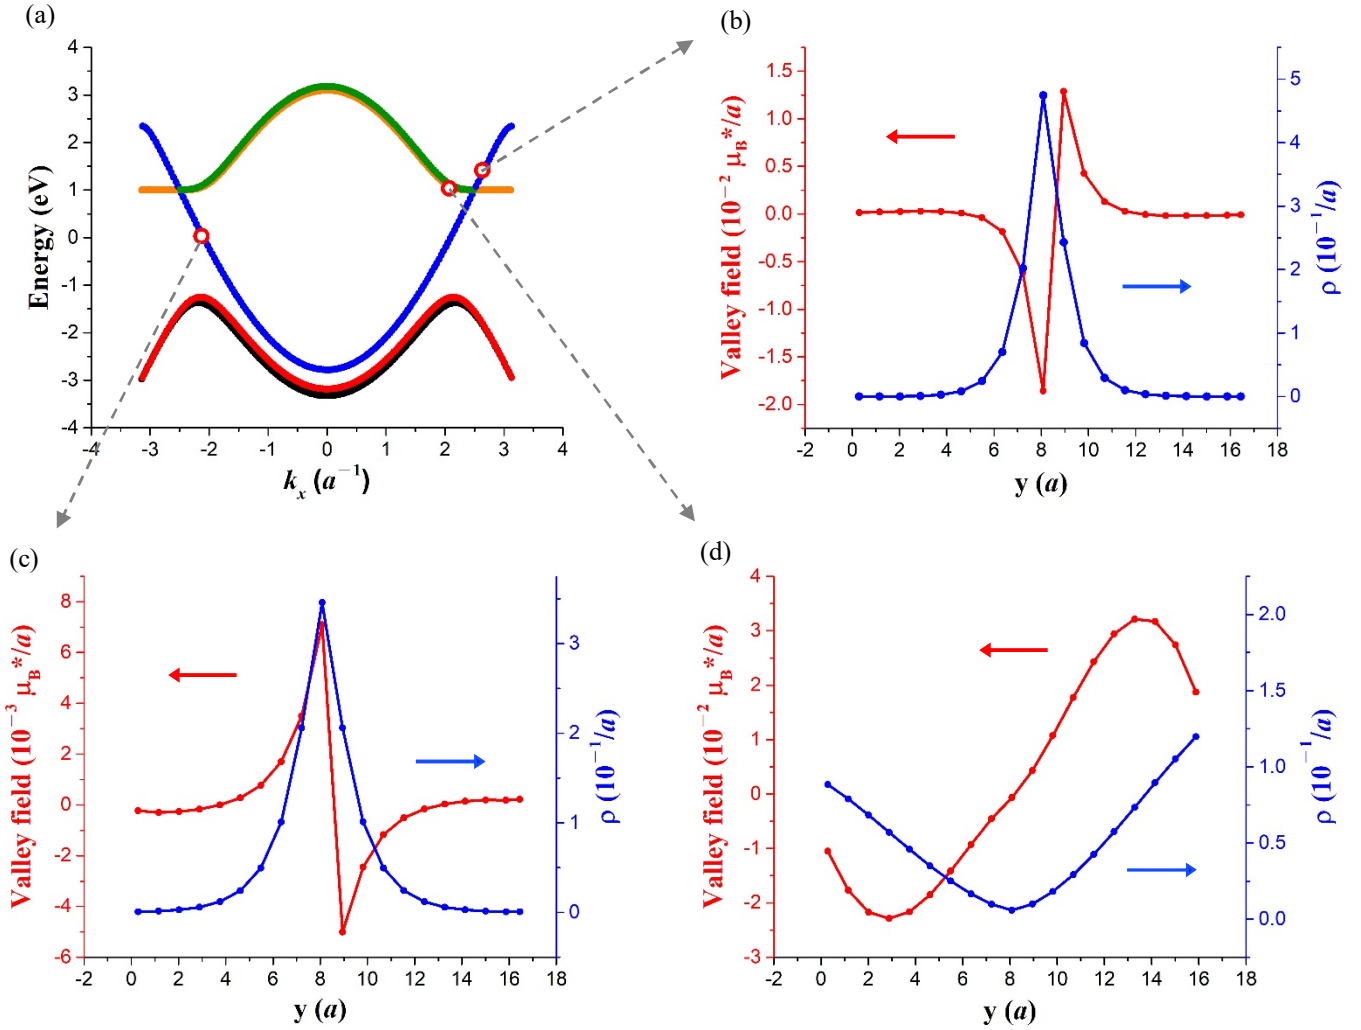 (a)
Energy (eV)
4
3
2
1
0
-1
-2
-3
-4
-4 -3 -2 -1 0 1 2 3 4
kₓ (a⁻¹)
(b)
Valley field (10⁻² μ_B*/a)
1.5
1.0
0.5
0.0
-0.5
-1.0
-1.5
-2.0
-2 0 2 4 6 8 10 12 14 16 18
y (a)
5
4
3
2
1
0
ρ (10⁻¹/a)
(c)
Valley field (10⁻³ μ_B*/a)
8
6
4
2
0
-2
-4
-6
-2 0 2 4 6 8 10 12 14 16 18
y (a)
3
2
1
0
ρ (10⁻¹/a)
(d)
Valley field (10⁻² μ_B*/a)
4
3
2
1
0
-1
-2
-3
-2 0 2 4 6 8 10 12 14 16 18
y (a)
2.0
1.5
1.0
0.5
0.0
ρ (10⁻¹/a)